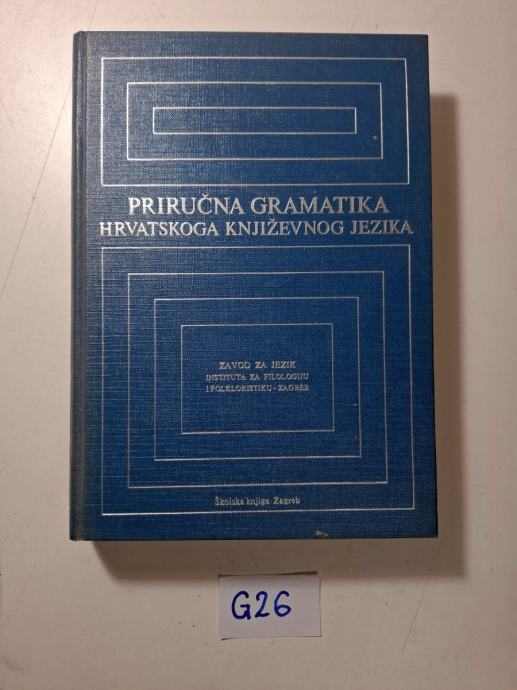 PRIRUČNA GRAMATIKA
HRVATSKOGA KNJIŽEVNOG JEZIKA
ZAVOD ZA JEZIK
INSTITUTA ZA FILOLOGIJU
I FOLKLORISTIKU - ZAGREB
Školska knjiga - Zagreb
G26